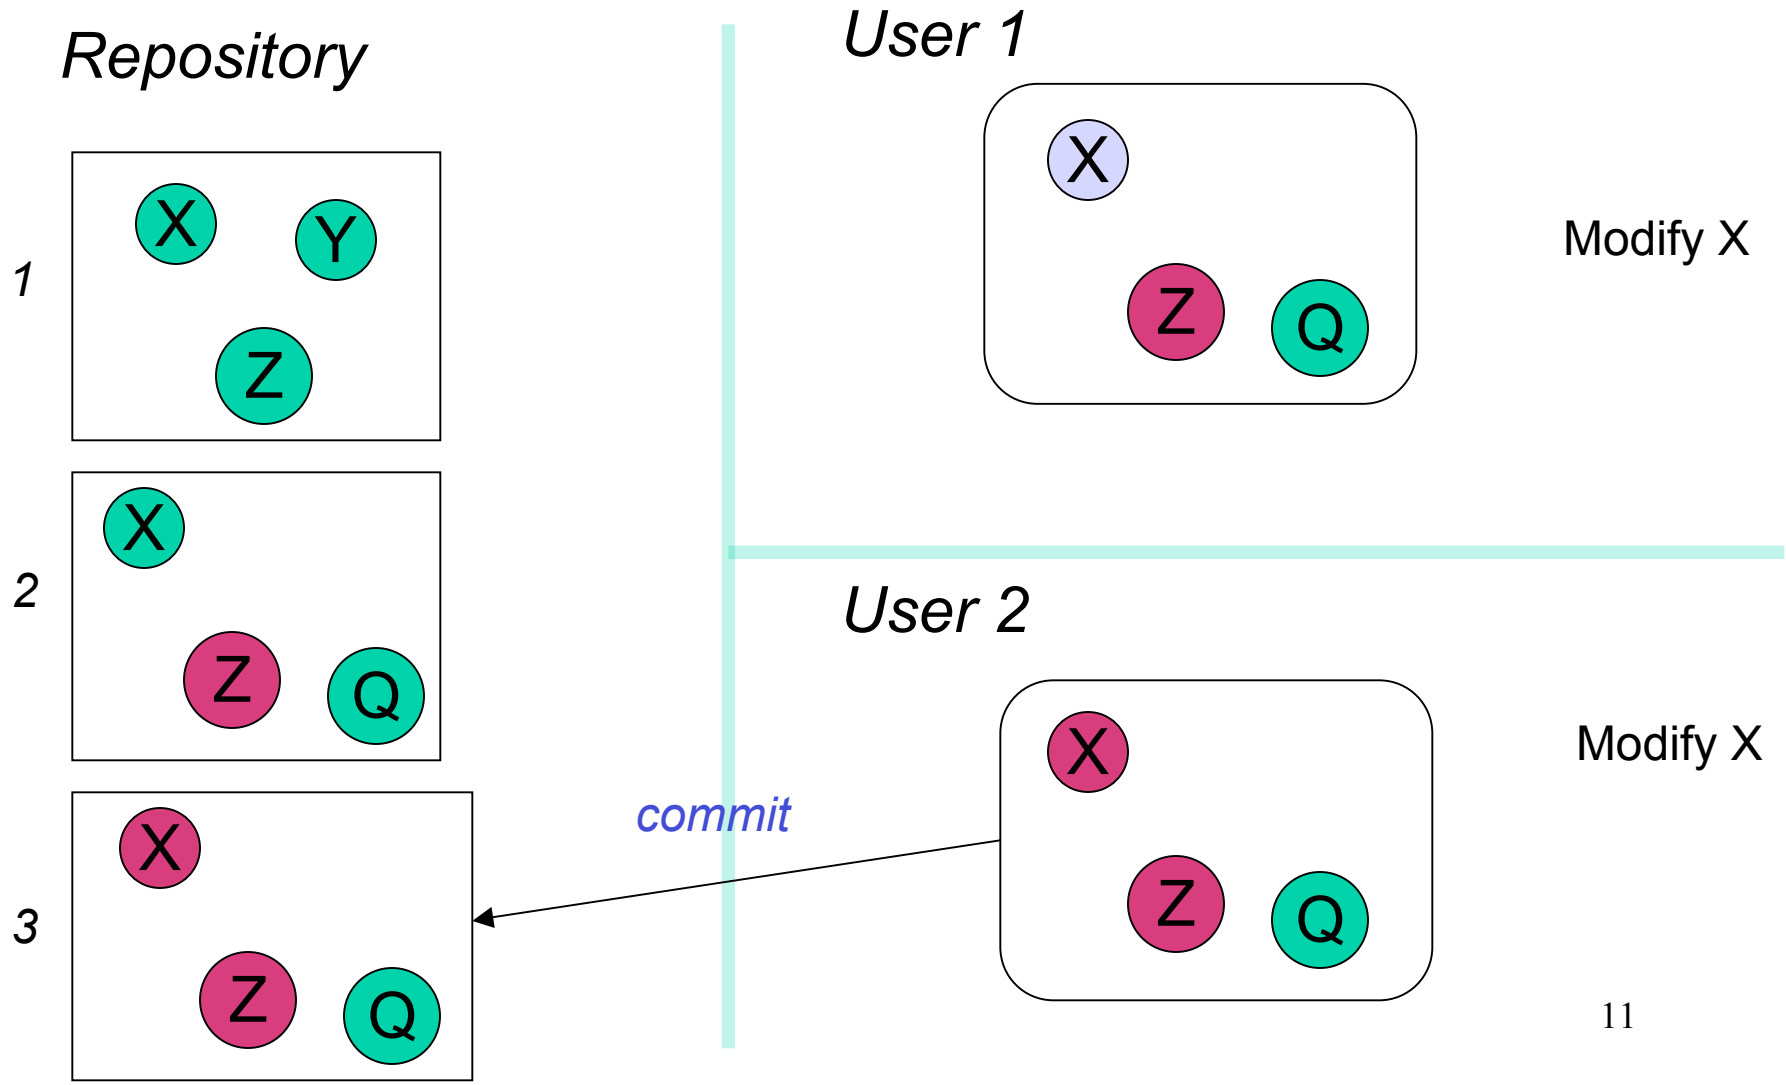 Repository
1
X
Y
Z
2
X
Z
Q
3
X
Z
Q
commit
User 1
X
Z
Q
Modify X
User 2
X
Z
Q
Modify X
11